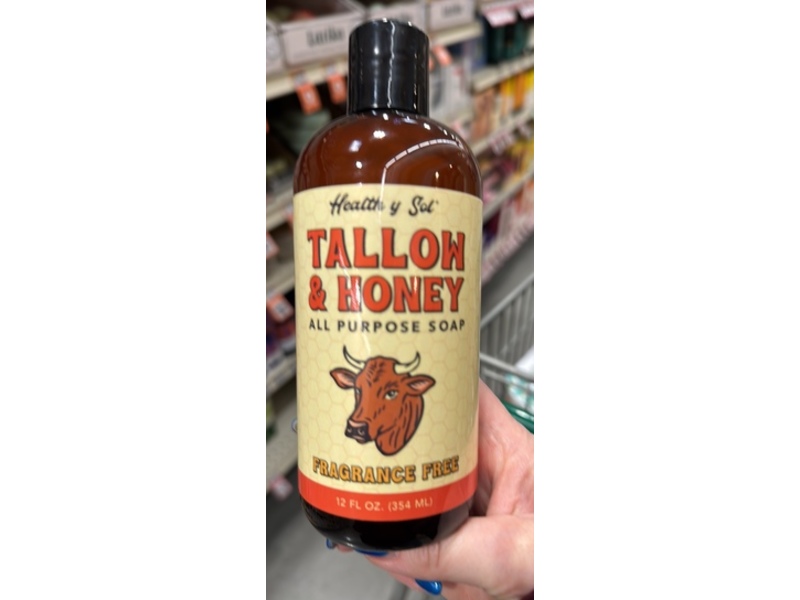 Healthy Sol
TALLOW
& HONEY
ALL PURPOSE SOAP
FRAGRANCE FREE
12 FL OZ. (354 ML)